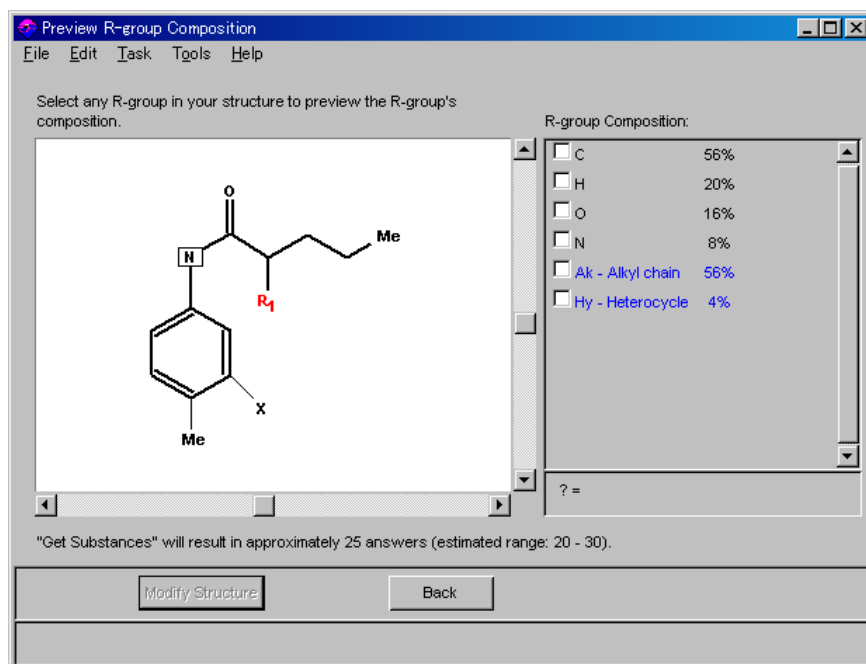 Preview R-group Composition
File Edit Task Tools Help
Select any R-group in your structure to preview the R-group's
composition.
R-group Composition:
C 56%
H 20%
O 16%
N 8%
Ak - Alkyl chain 56%
Hy - Heterocycle 4%
O
Me
N
R1
X
Me
? =
"Get Substances" will result in approximately 25 answers (estimated range: 20 - 30).
Modify Structure Back